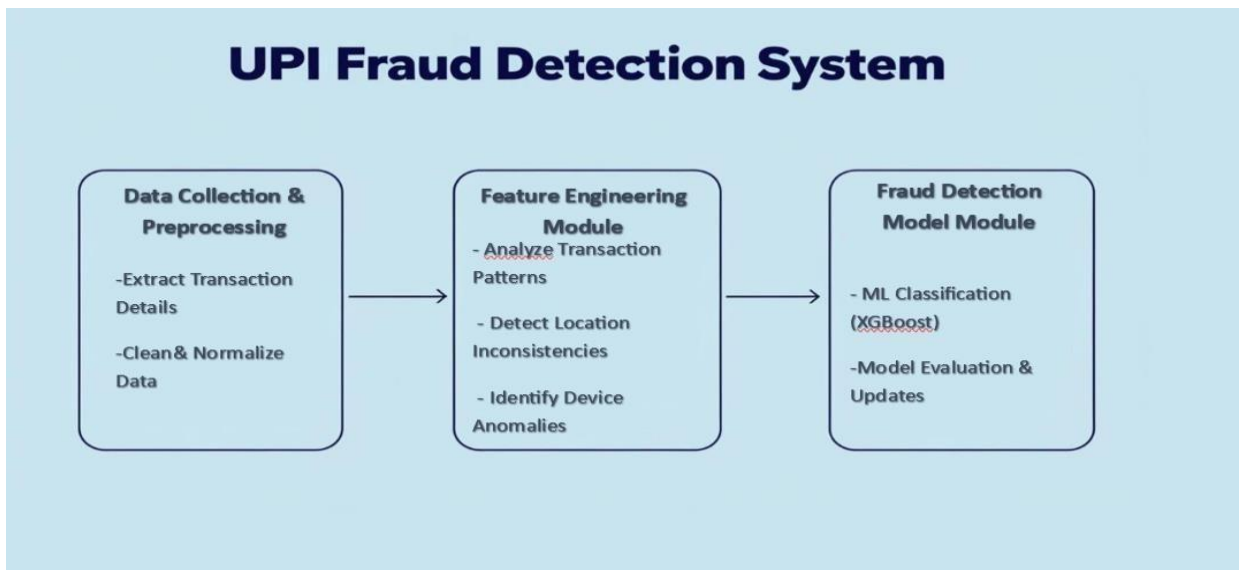 UPI Fraud Detection System
Data Collection &
Preprocessing
-Extract Transaction
Details
-Clean& Normalize
Data
Feature Engineering
Module
- Analyze Transaction
Patterns
- Detect Location
Inconsistencies
- Identify Device
Anomalies
Fraud Detection
Model Module
- ML Classification
(XGBoost)
-Model Evaluation &
Updates